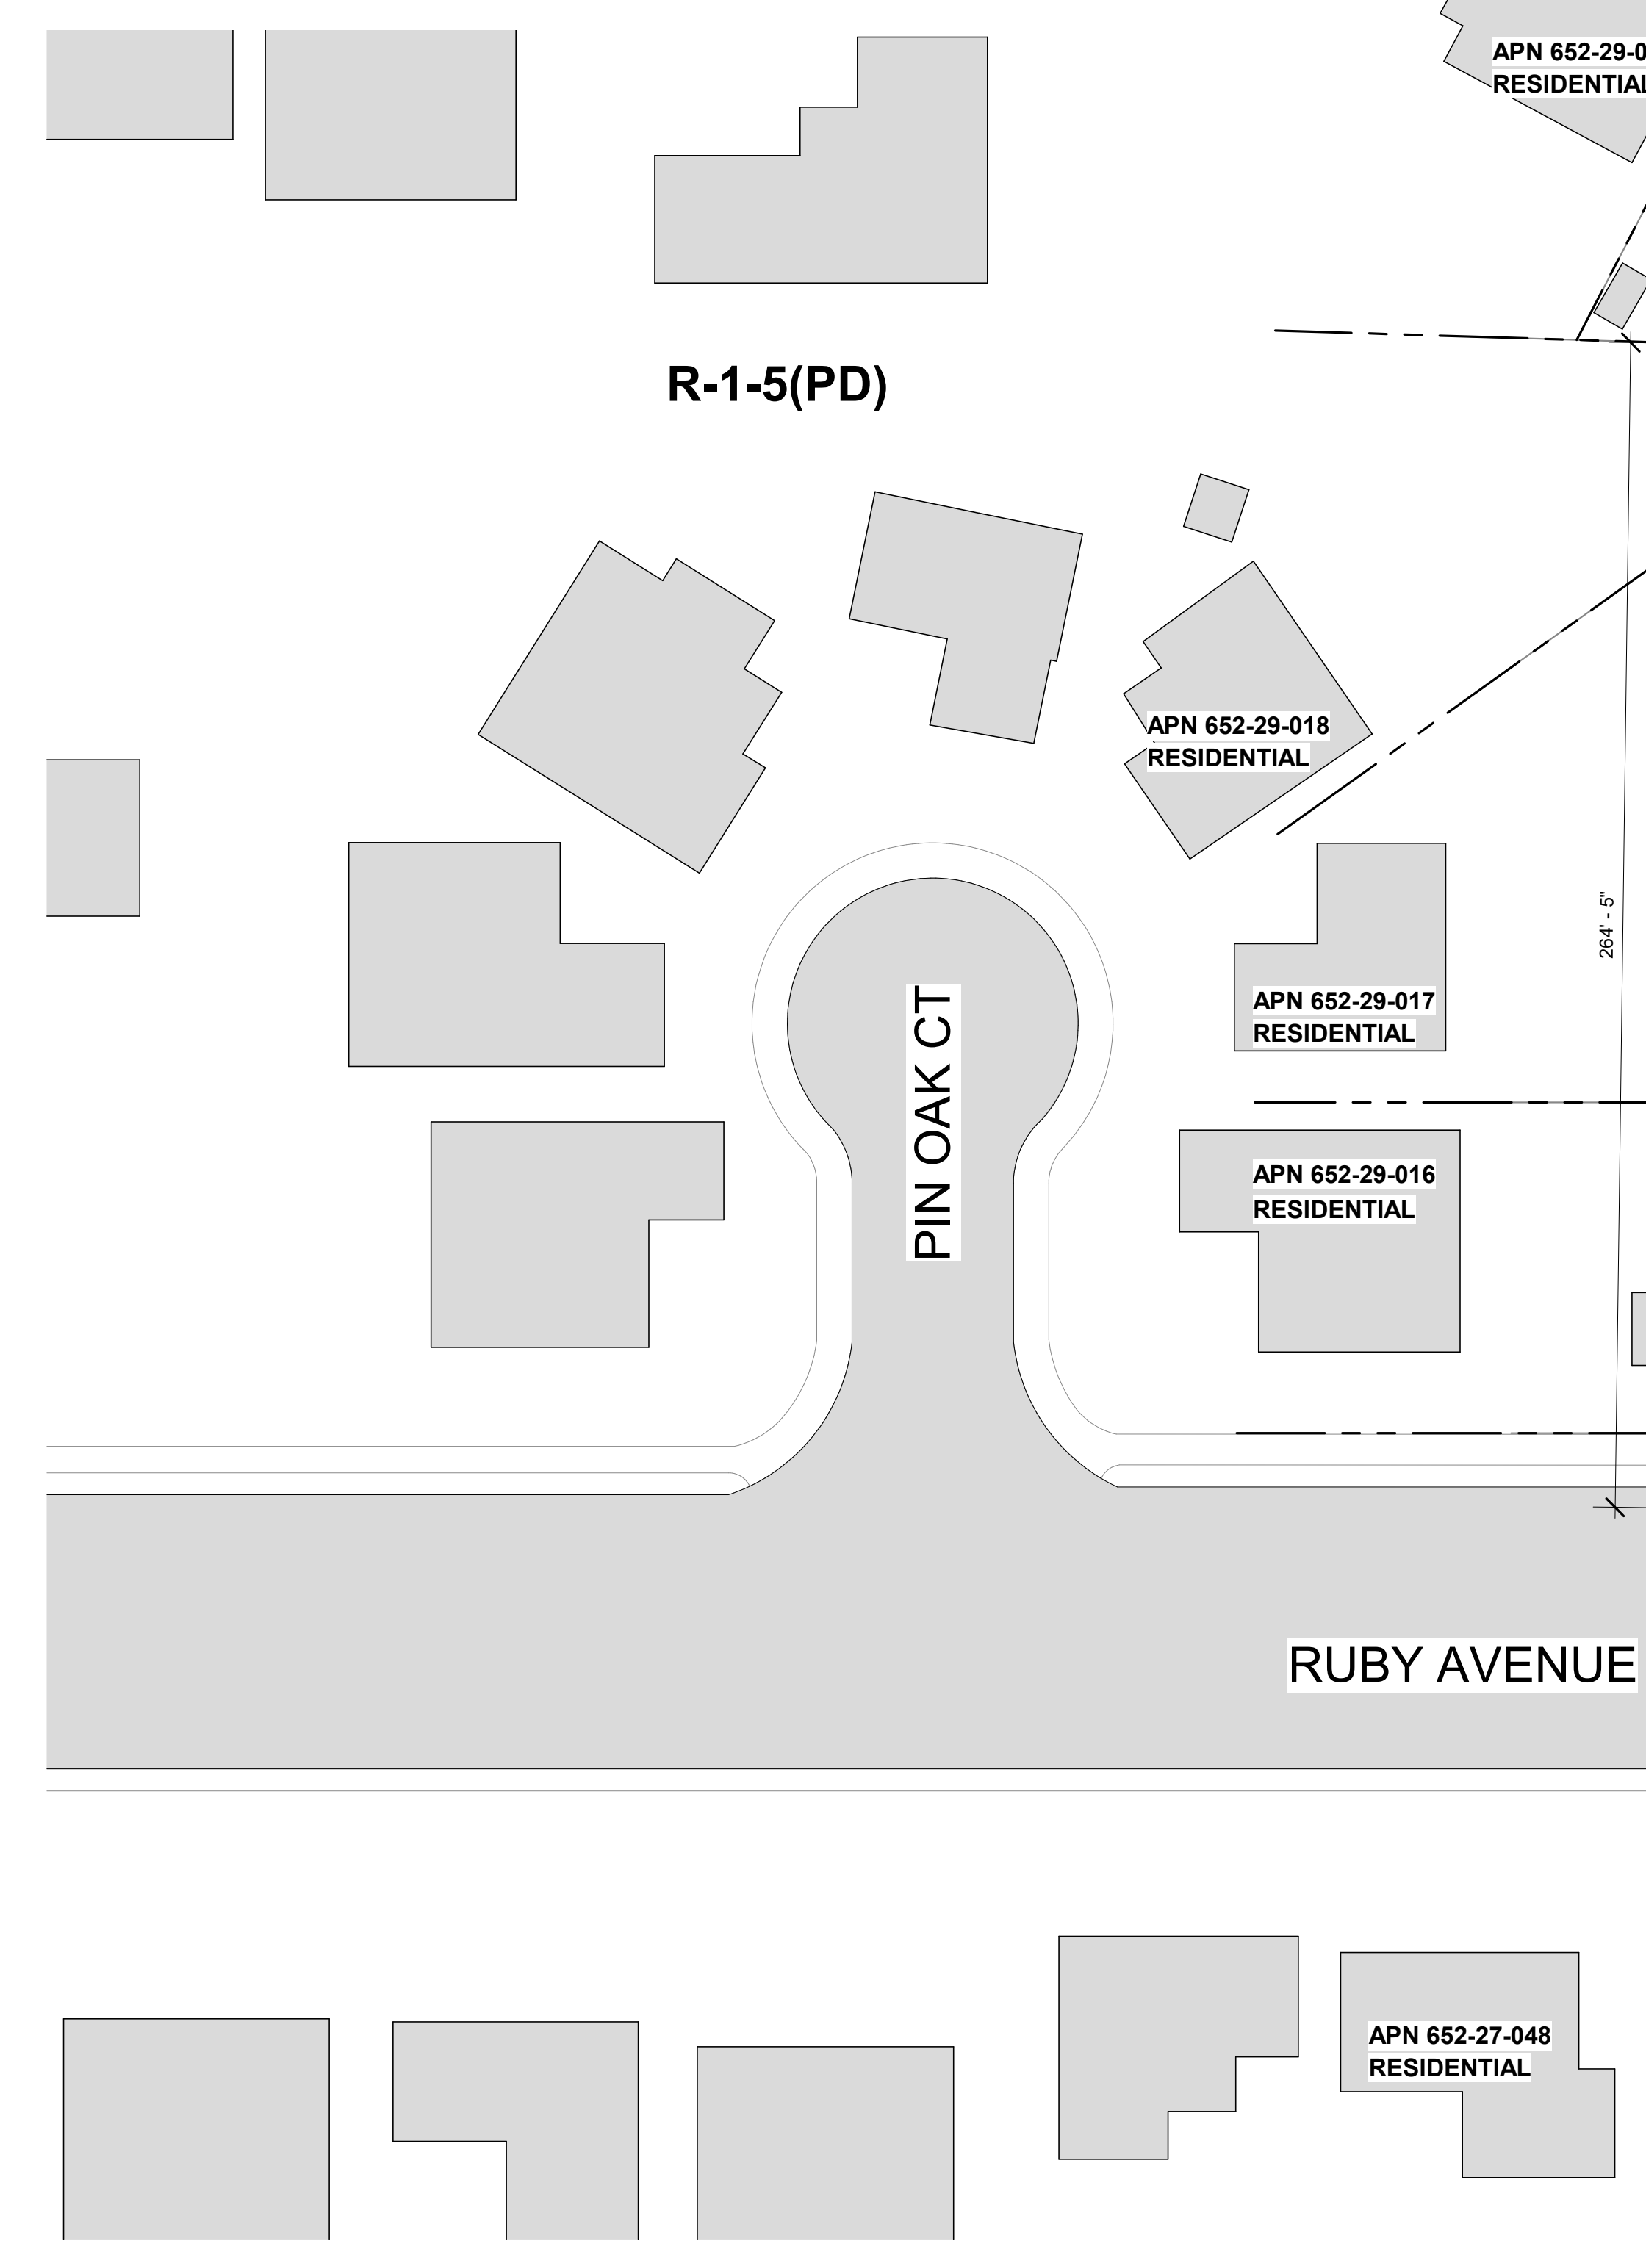 APN 652-29-0
RESIDENTIAL
R-1-5(PD)
APN 652-29-018
RESIDENTIAL
264' - 5"
PIN OAK CT
APN 652-29-017
RESIDENTIAL
APN 652-29-016
RESIDENTIAL
RUBY AVENUE
APN 652-27-048
RESIDENTIAL